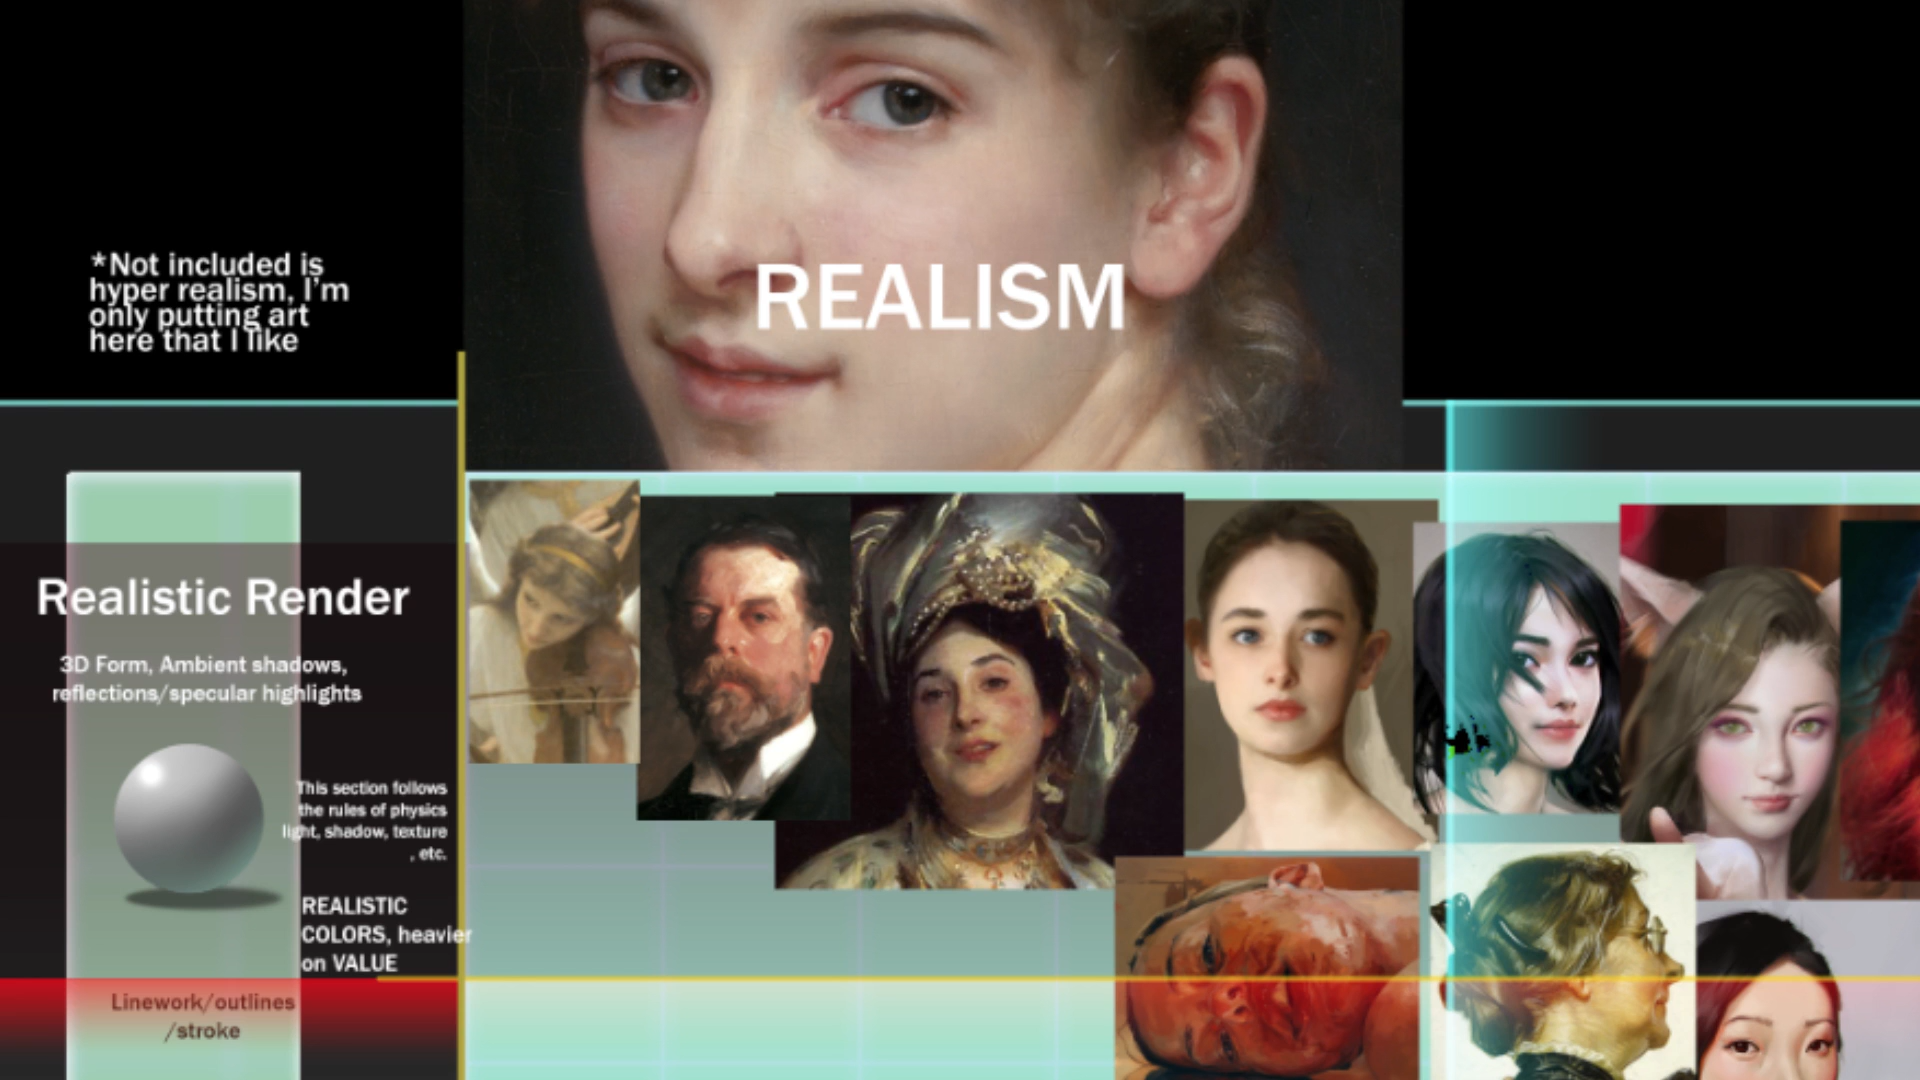 *Not included is
hyper realism, I'm
only putting art
here that I like
REALISM
Realistic Render
3D Form, Ambient shadows,
reflections/specular highlights
This section follows
the rules of physics
light, shadow, texture
, etc.
REALISTIC
COLORS, heavier
on VALUE
Linework/outlines
/stroke